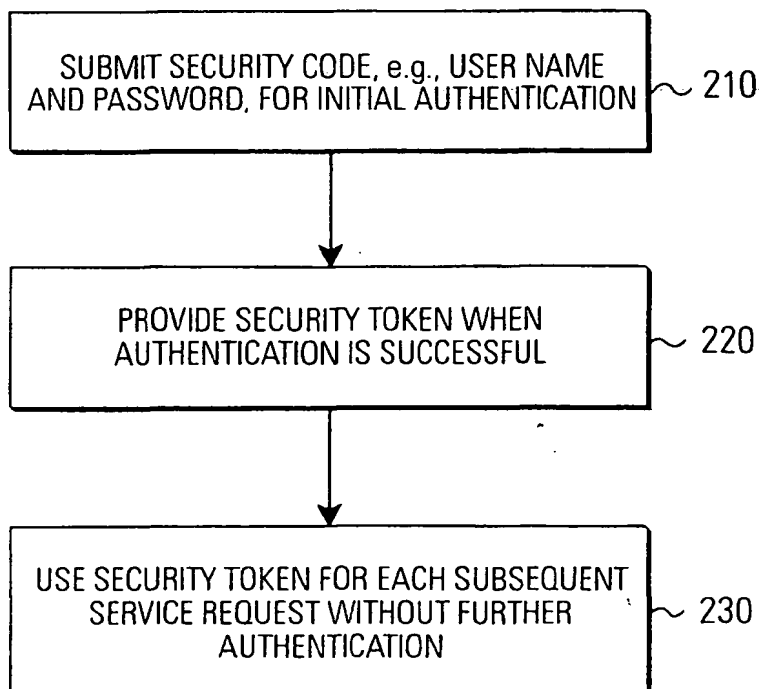 SUBMIT SECURITY CODE, e.g., USER NAME
AND PASSWORD, FOR INITIAL AUTHENTICATION
210
PROVIDE SECURITY TOKEN WHEN
AUTHENTICATION IS SUCCESSFUL
220
USE SECURITY TOKEN FOR EACH SUBSEQUENT
SERVICE REQUEST WITHOUT FURTHER
AUTHENTICATION
230